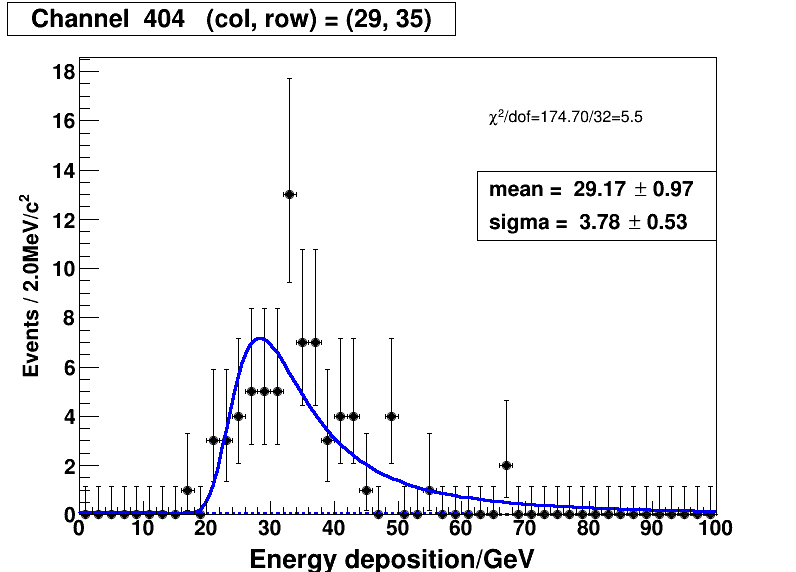 Channel 404 (col, row) = (29, 35)
χ²/dof=174.70/32=5.5
mean = 29.17 ± 0.97
sigma = 3.78 ± 0.53
Events / 2.0MeV/c²
18
16
14
12
10
8
6
4
2
0
0 10 20 30 40 50 60 70 80 90 100
Energy deposition/GeV